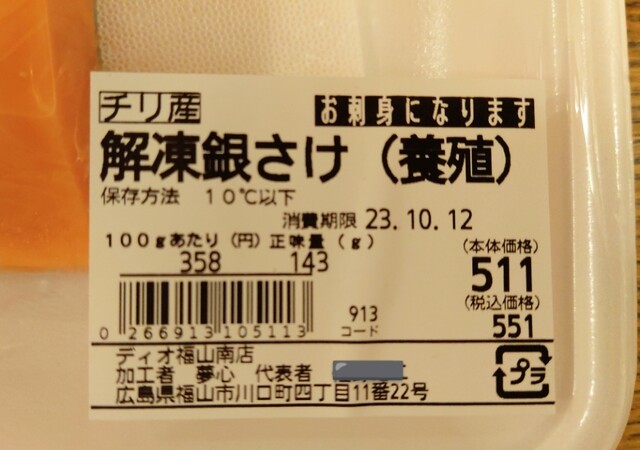 チリ産 お刺身になります
解凍銀さけ（養殖）
保存方法 10℃以下
消費期限 23.10.12
100gあたり（円）正味量（g）
358 143
（本体価格）
511
（税込価格）
551
0 266913 105113
913
コード
ディオ福山南店
加工者 夢心 代表者
広島県福山市川口町四丁目11番22号
プラ